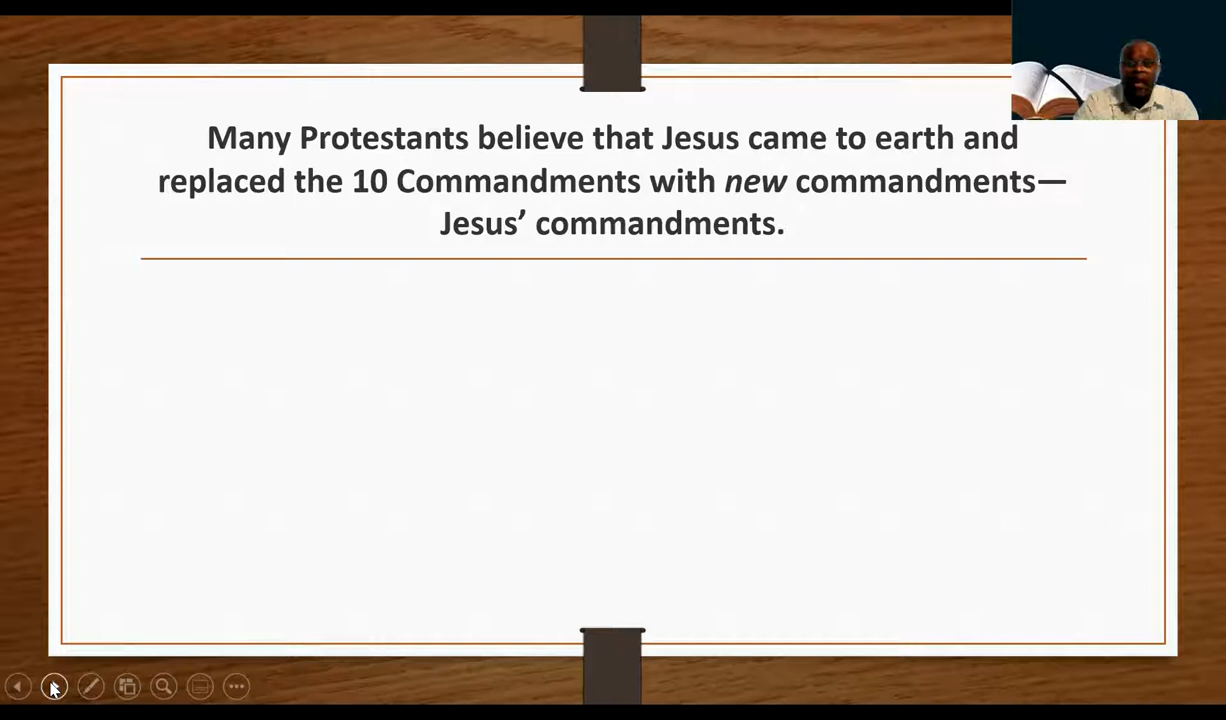 Many Protestants believe that Jesus came to earth and
replaced the 10 Commandments with new commandments—
Jesus’ commandments.